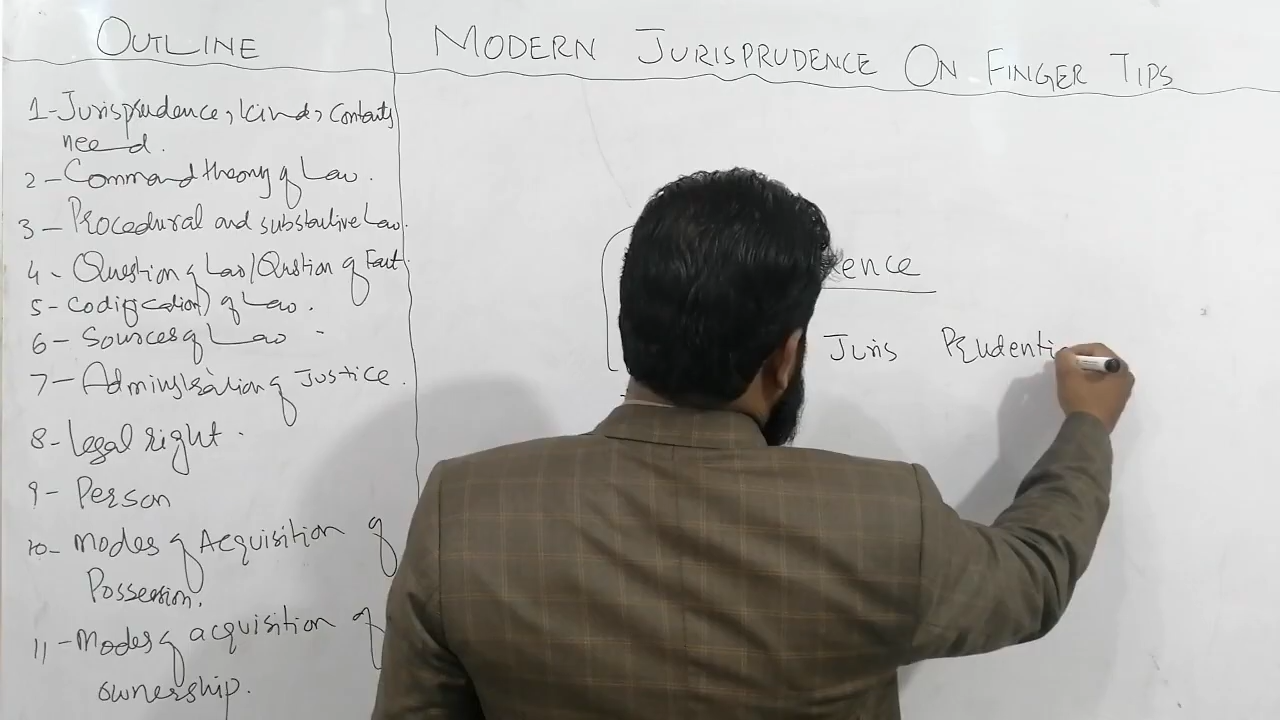 OUTLINE
MODERN JURISPRUDENCE ON FINGER TIPS
1-Jurisprudence, kinds, contents
need.
2-Command theory of Law.
3-Procedural and substantive Law.
4-Question of Law/Qustion of Fact
5-Codification of Law.
6-Sources of Law
7-Administration of Justice.
8-Legal right.
9-Person
10-Modes of Acquisition of
Possession.
11-Modes of acquisition of
ownership.
ence
Juris Prudenti